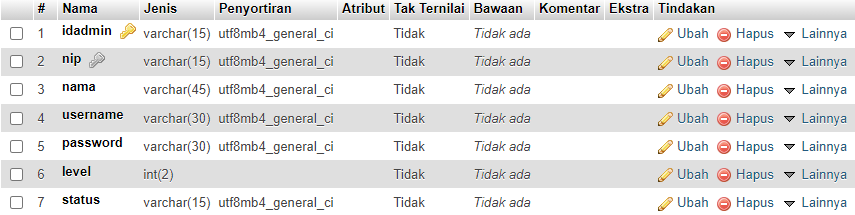 # Nama Jenis Penyortiran Atribut Tak Ternilai Bawaan Komentar Ekstra Tindakan
1 idadmin varchar(15) utf8mb4_general_ci Tidak Tidak ada Ubah Hapus Lainnya
2 nip varchar(15) utf8mb4_general_ci Tidak Tidak ada Ubah Hapus Lainnya
3 nama varchar(45) utf8mb4_general_ci Tidak Tidak ada Ubah Hapus Lainnya
4 username varchar(30) utf8mb4_general_ci Tidak Tidak ada Ubah Hapus Lainnya
5 password varchar(30) utf8mb4_general_ci Tidak Tidak ada Ubah Hapus Lainnya
6 level int(2) Tidak Tidak ada Ubah Hapus Lainnya
7 status varchar(15) utf8mb4_general_ci Tidak Tidak ada Ubah Hapus Lainnya